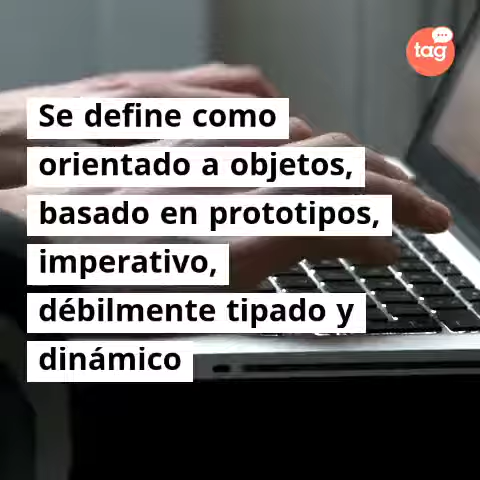 tag
Se define como
orientado a objetos,
basado en prototipos,
imperativo,
débilmente tipado y
dinámico